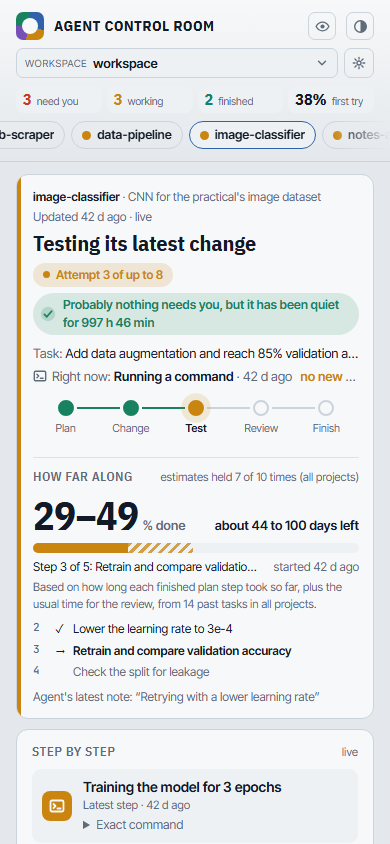 AGENT CONTROL ROOM
WORKSPACE workspace
3 need you
3 working
2 finished
38% first try
b-scraper
data-pipeline
image-classifier
notes-
image-classifier · CNN for the practical's image dataset
Updated 42 d ago · live
Testing its latest change
Attempt 3 of up to 8
Probably nothing needs you, but it has been quiet
for 997 h 46 min
Task: Add data augmentation and reach 85% validation a...
Right now: Running a command · 42 d ago no new ...
Plan
Change
Test
Review
Finish
HOW FAR ALONG
estimates held 7 of 10 times (all projects)
29–49 % done
about 44 to 100 days left
Step 3 of 5: Retrain and compare validatio...
started 42 d ago
Based on how long each finished plan step took so far, plus the
usual time for the review, from 14 past tasks in all projects.
2 ✓ Lower the learning rate to 3e-4
3 → Retrain and compare validation accuracy
4 Check the split for leakage
Agent's latest note: “Retrying with a lower learning rate”
STEP BY STEP
live
Training the model for 3 epochs
Latest step · 42 d ago
▶ Exact command